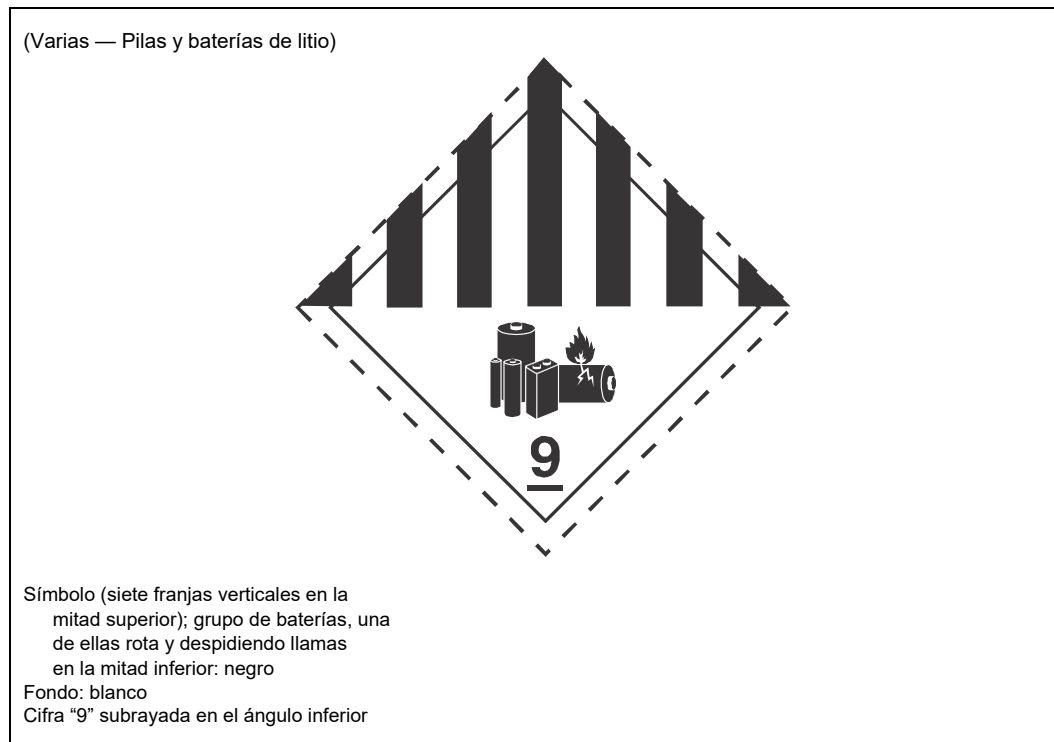 (Varias — Pilas y baterías de litio)
9
Símbolo (siete franjas verticales en la
mitad superior); grupo de baterías, una
de ellas rota y despidiendo llamas
en la mitad inferior: negro
Fondo: blanco
Cifra “9” subrayada en el ángulo inferior